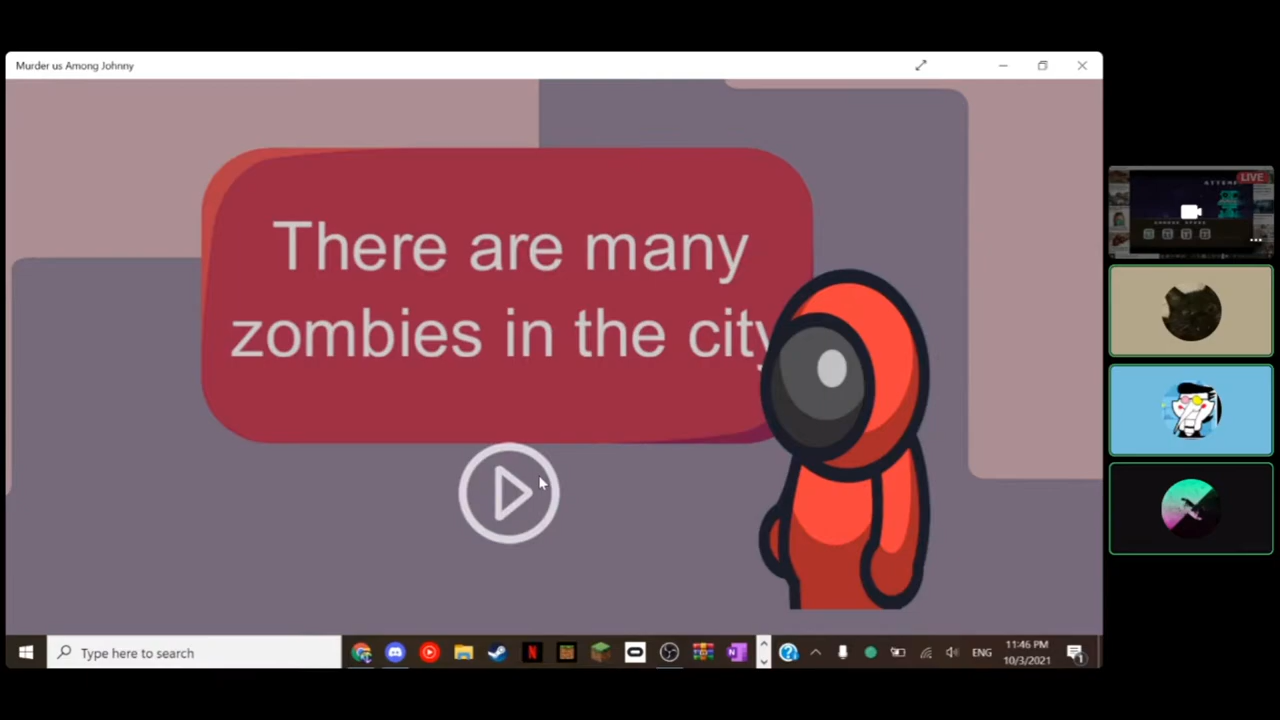 Murder us Among Johnny
LIVE
There are many
zombies in the city
Type here to search
ENG
11:46 PM
10/3/2021
1